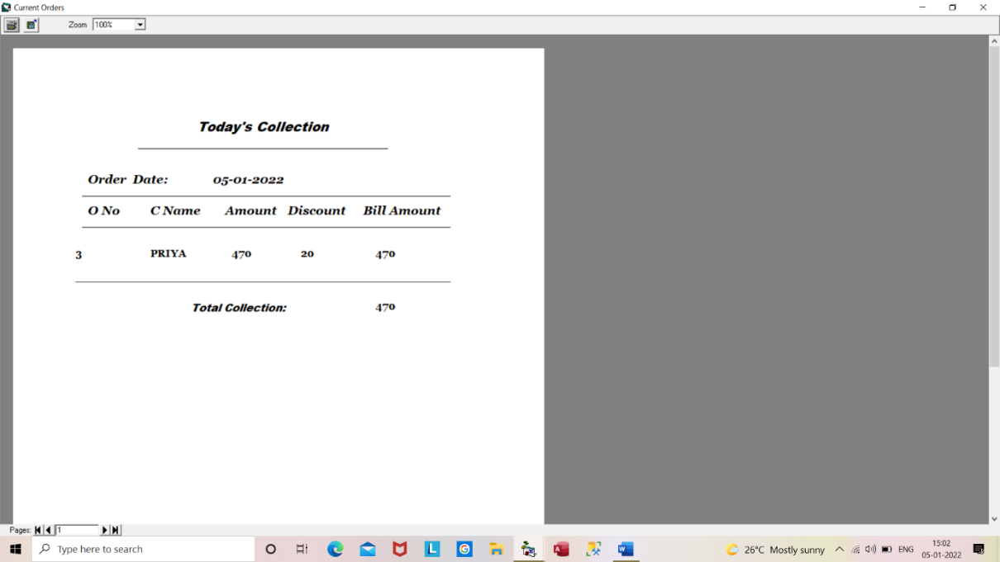 Current Orders
Zoom 100%
Today's Collection
Order Date: 05-01-2022
O No C Name Amount Discount Bill Amount
3 PRIYA 470 20 470
Total Collection: 470
Pages: 1
Type here to search
L G A W
26°C Mostly sunny ENG 15:02
05-01-2022